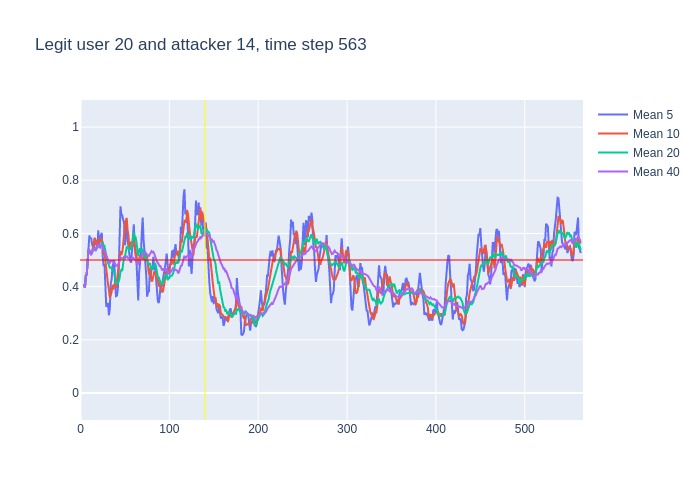 Legit user 20 and attacker 14, time step 563
Mean 5
Mean 10
Mean 20
Mean 40
1
0.8
0.6
0.4
0.2
0
0 100 200 300 400 500